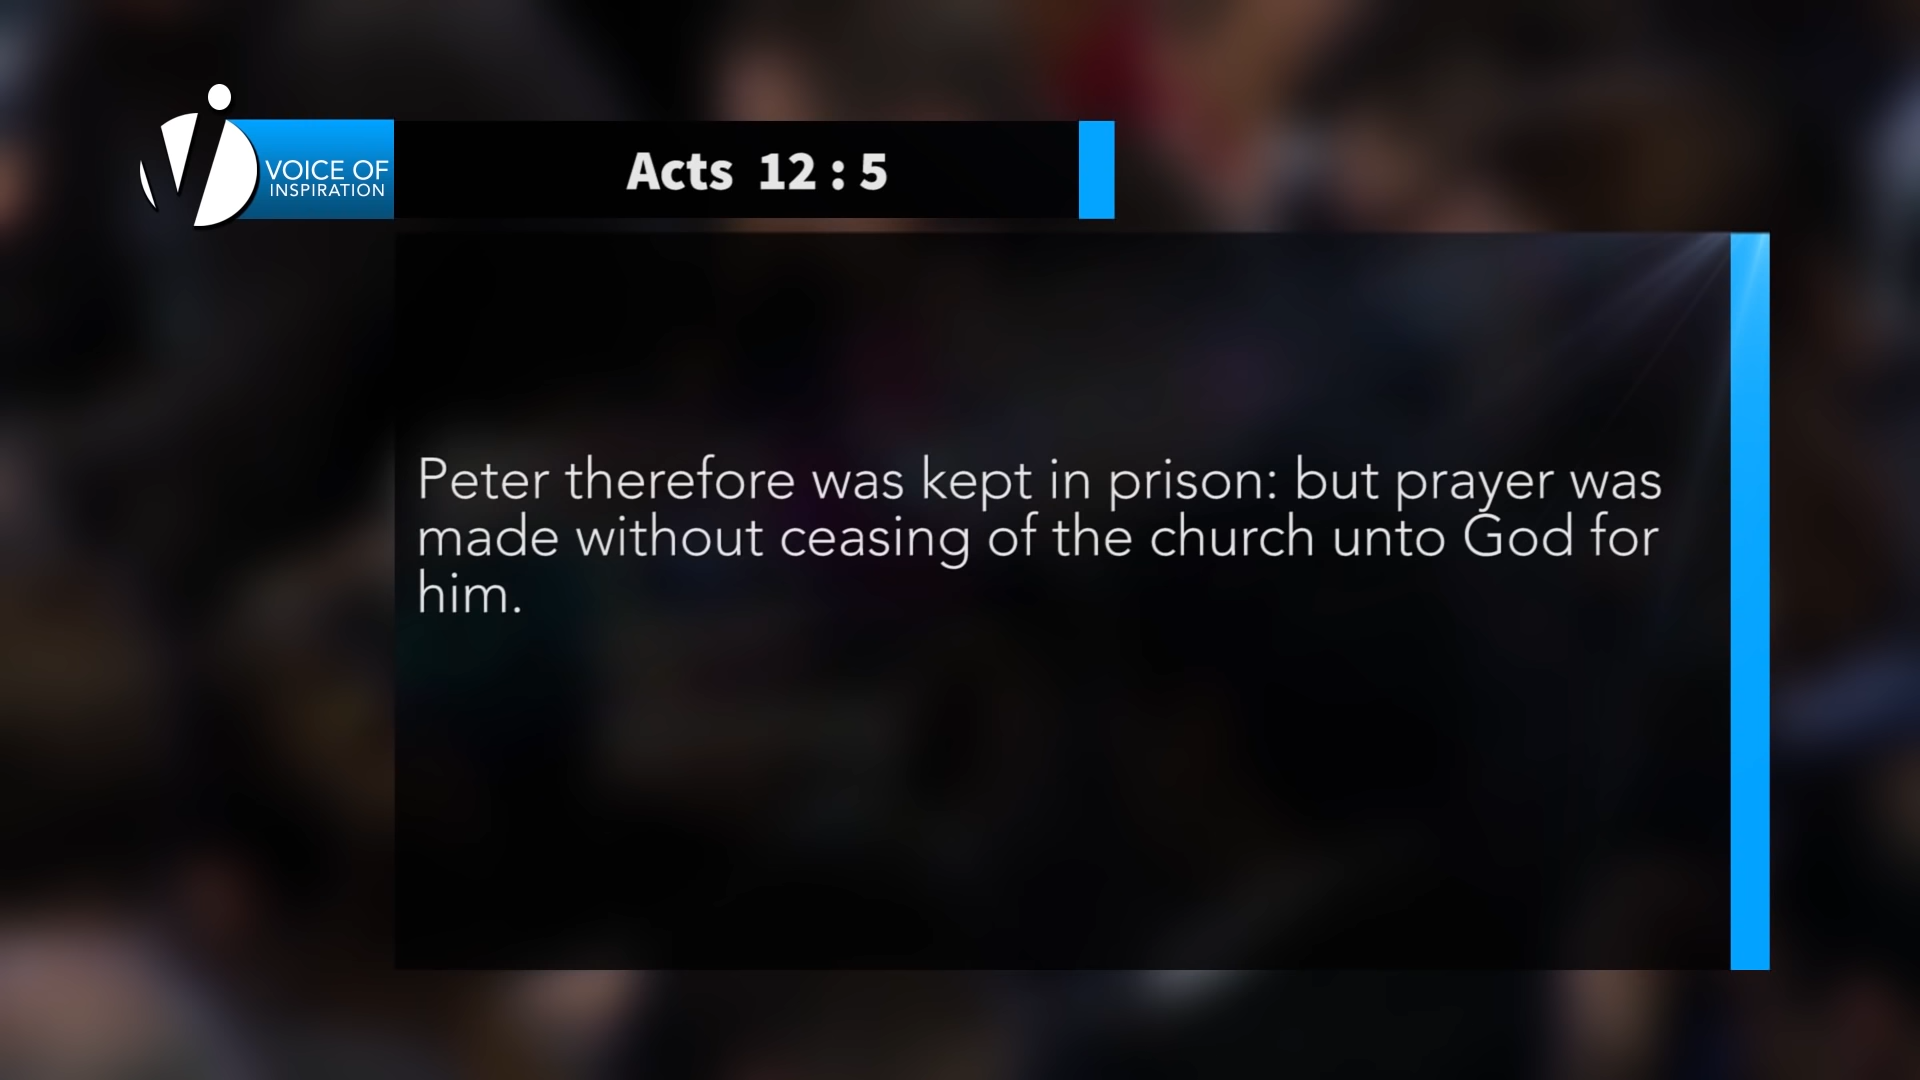 VOICE OF
INSPIRATION
Acts 12 : 5
Peter therefore was kept in prison: but prayer was
made without ceasing of the church unto God for
him.